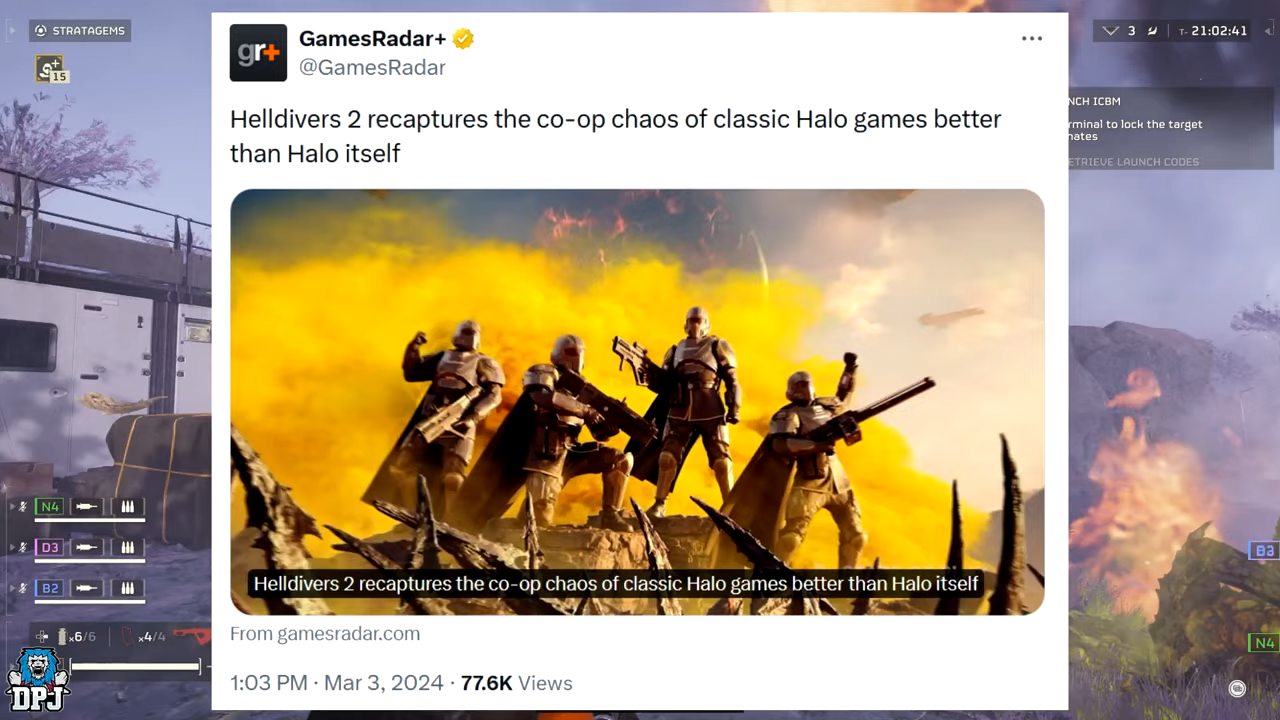 STRATAGEMS
15
3
T- 21:02:41
NCH ICBM
rminal to lock the target
nates
ETRIEVE LAUNCH CODES
gr+
GamesRadar+
@GamesRadar
Helldivers 2 recaptures the co-op chaos of classic Halo games better
than Halo itself
Helldivers 2 recaptures the co-op chaos of classic Halo games better than Halo itself
From gamesradar.com
1:03 PM · Mar 3, 2024 · 77.6K Views
N4
D3
B2
x6/6
x4/4
DPJ
B3
N4